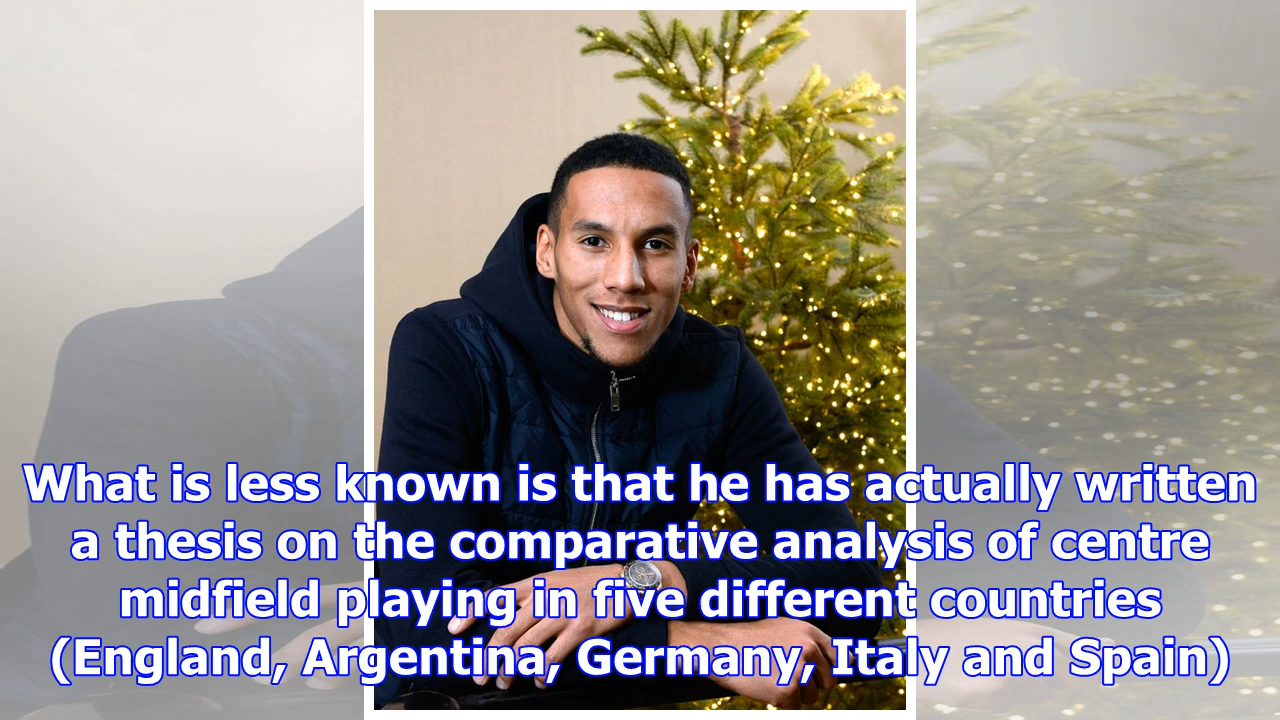 What is less known is that he has actually written
a thesis on the comparative analysis of centre
midfield playing in five different countries
(England, Argentina, Germany, Italy and Spain)